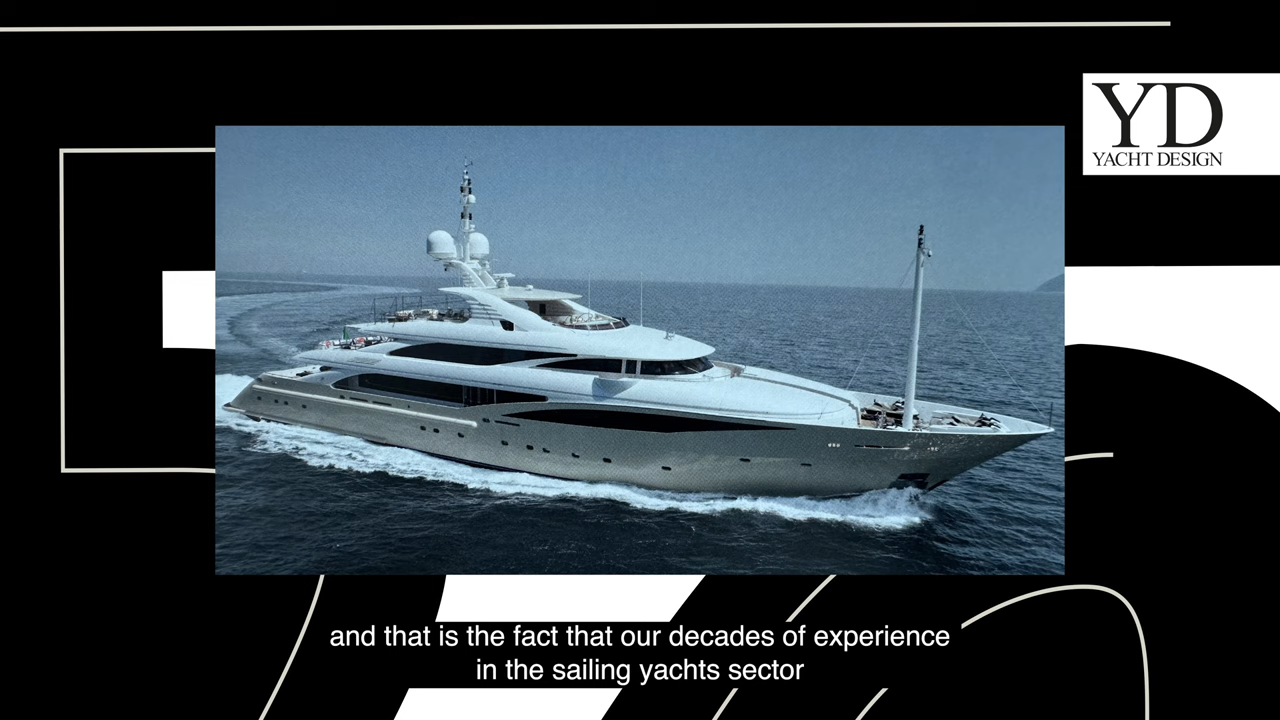 YD
YACHT DESIGN
and that is the fact that our decades of experience
in the sailing yachts sector